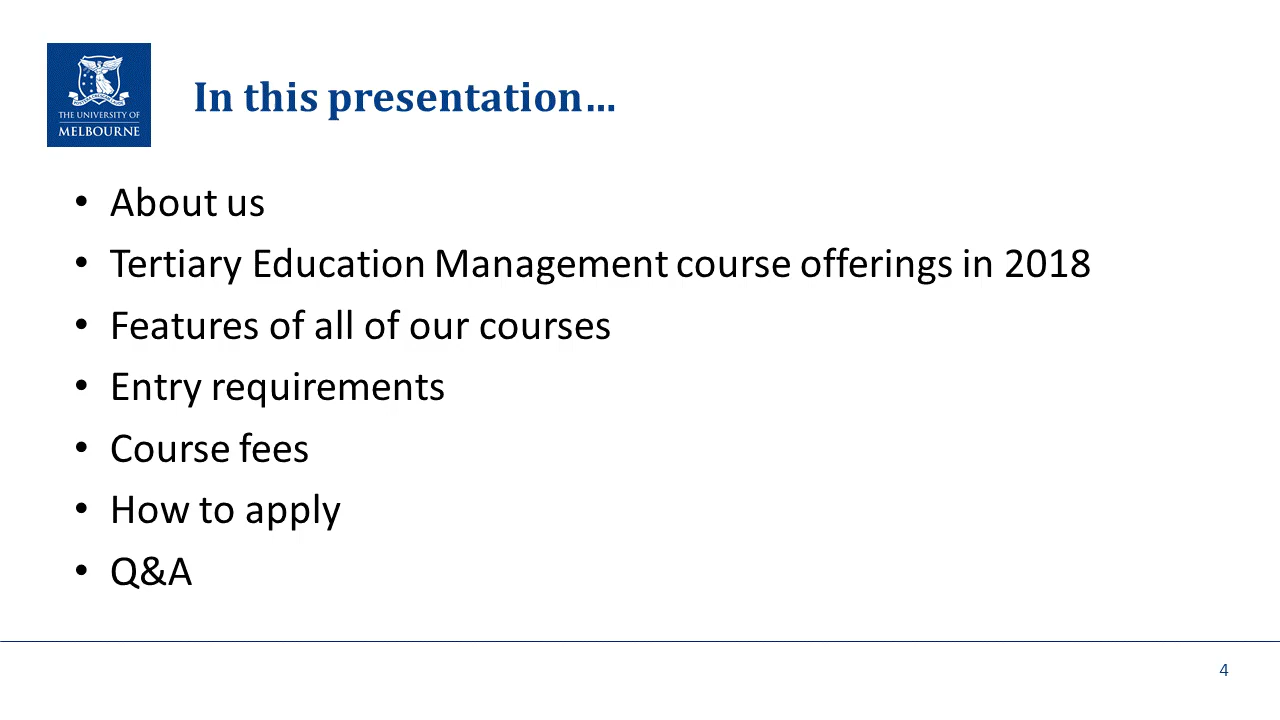 THE UNIVERSITY OF
MELBOURNE
In this presentation…
• About us
• Tertiary Education Management course offerings in 2018
• Features of all of our courses
• Entry requirements
• Course fees
• How to apply
• Q&A
4